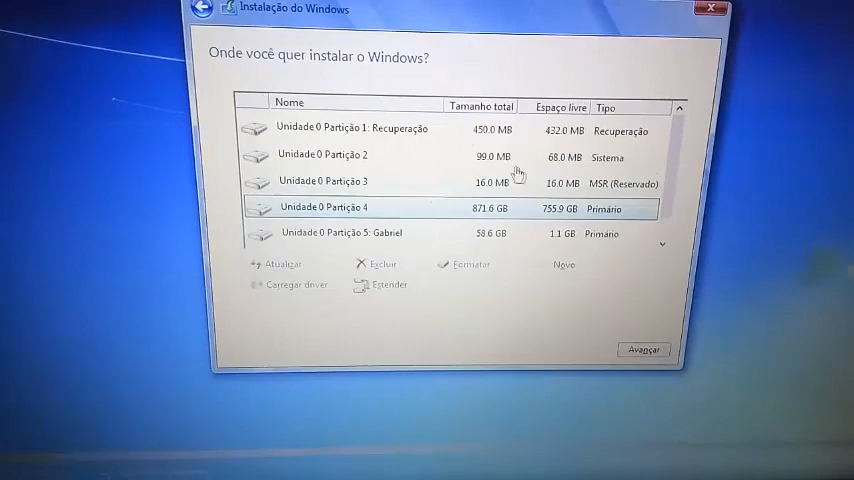 Instalação do Windows
Onde você quer instalar o Windows?
Nome Tamanho total Espaço livre Tipo
Unidade 0 Partição 1: Recuperação 450.0 MB 432.0 MB Recuperação
Unidade 0 Partição 2 99.0 MB 68.0 MB Sistema
Unidade 0 Partição 3 16.0 MB 16.0 MB MSR (Reservado)
Unidade 0 Partição 4 871.6 GB 755.9 GB Primário
Unidade 0 Partição 5: Gabriel 58.6 GB 1.1 GB Primário
Atualizar Excluir Formatar Novo
Carregar driver Estender
Avançar